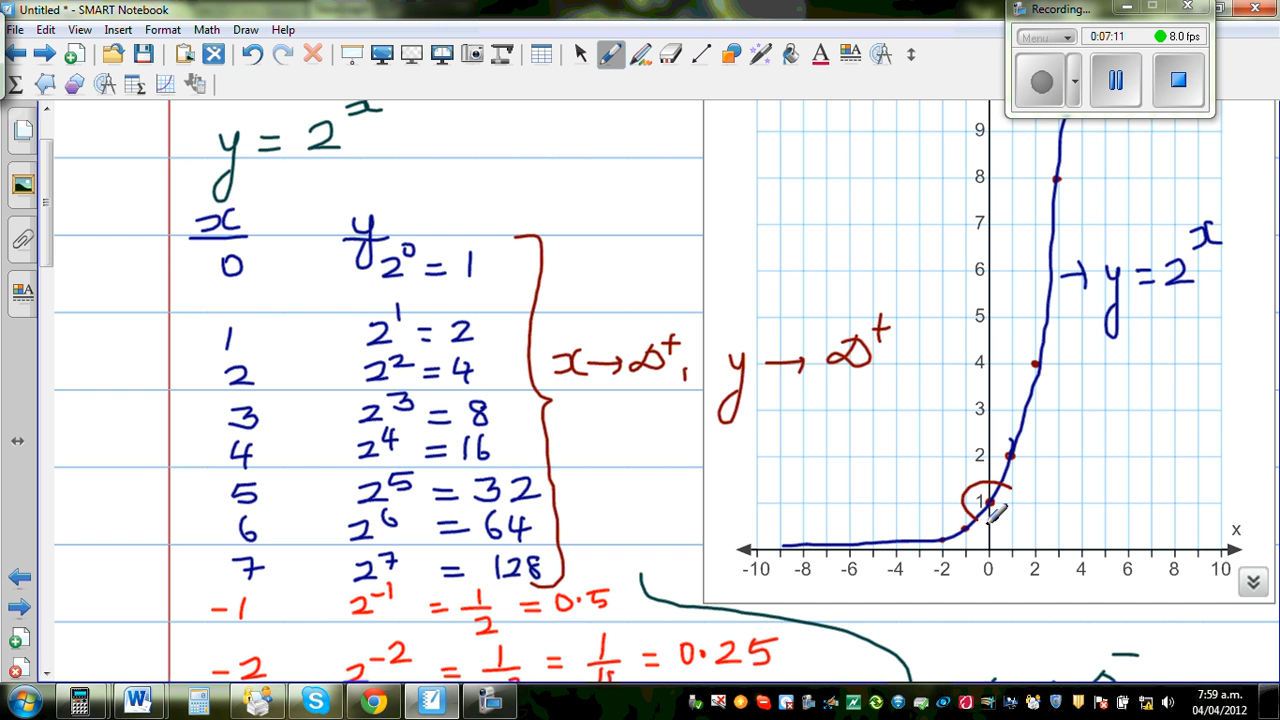 Untitled * - SMART Notebook
Recording...
File Edit View Insert Format Math Draw Help
Menu 0:07:11 8.0 fps
y = 2^x
x y
0 2^0 = 1
1 2^1 = 2
2 2^2 = 4
3 2^3 = 8
4 2^4 = 16
5 2^5 = 32
6 2^6 = 64
7 2^7 = 128
-1 2^-1 = 1/2 = 0.5
-2 2^-2 = = = 0.25
x → ∞+, y → ∞+
9
8
7
6
5
4
3
2
1
→ y = 2^x
x
-10 -8 -6 -4 -2 0 2 4 6 8 10
7:59 a.m.
04/04/2012